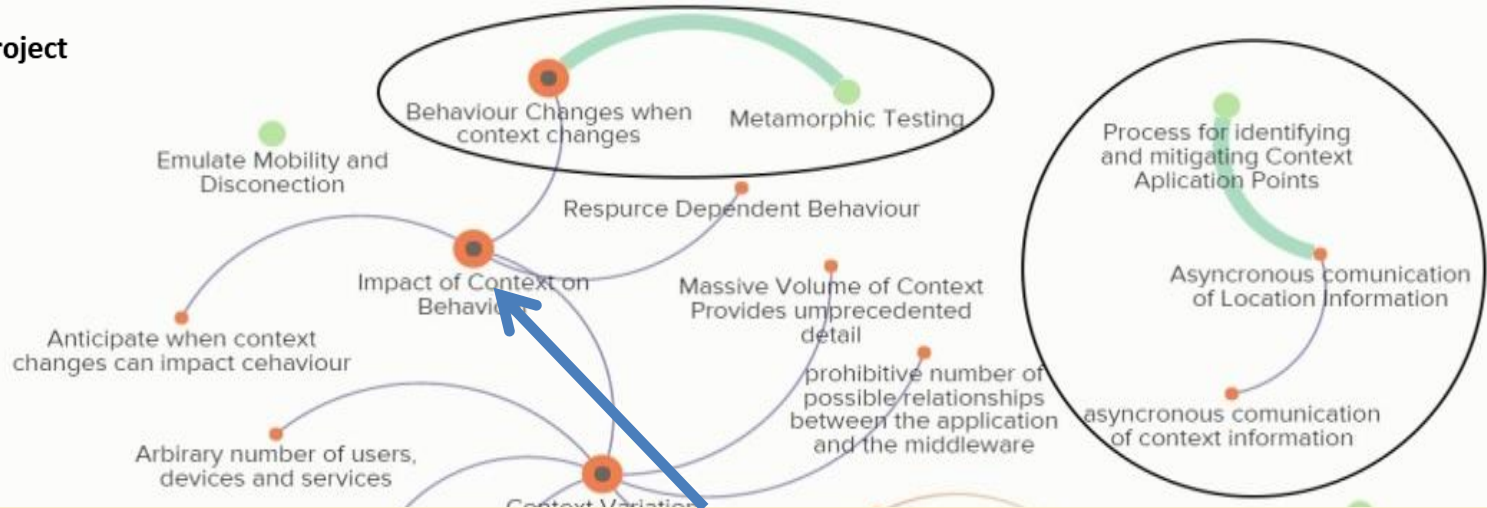 roject
Behaviour Changes when
context changes
Metamorphic Testing
Process for identifying
and mitigating Context
Aplication Points
Emulate Mobility and
Disconection
Respurce Dependent Behaviour
Impact of Context on
Behaviou
Massive Volume of Context
Provides umprecedented
detail
Asyncronous comunication
of Location Information
Anticipate when context
changes can impact cehaviour
prohibitive number of
possible relationships
between the application
and the middleware
asyncronous comunication
of context information
Arbirary number of users,
devices and services
Context Variation